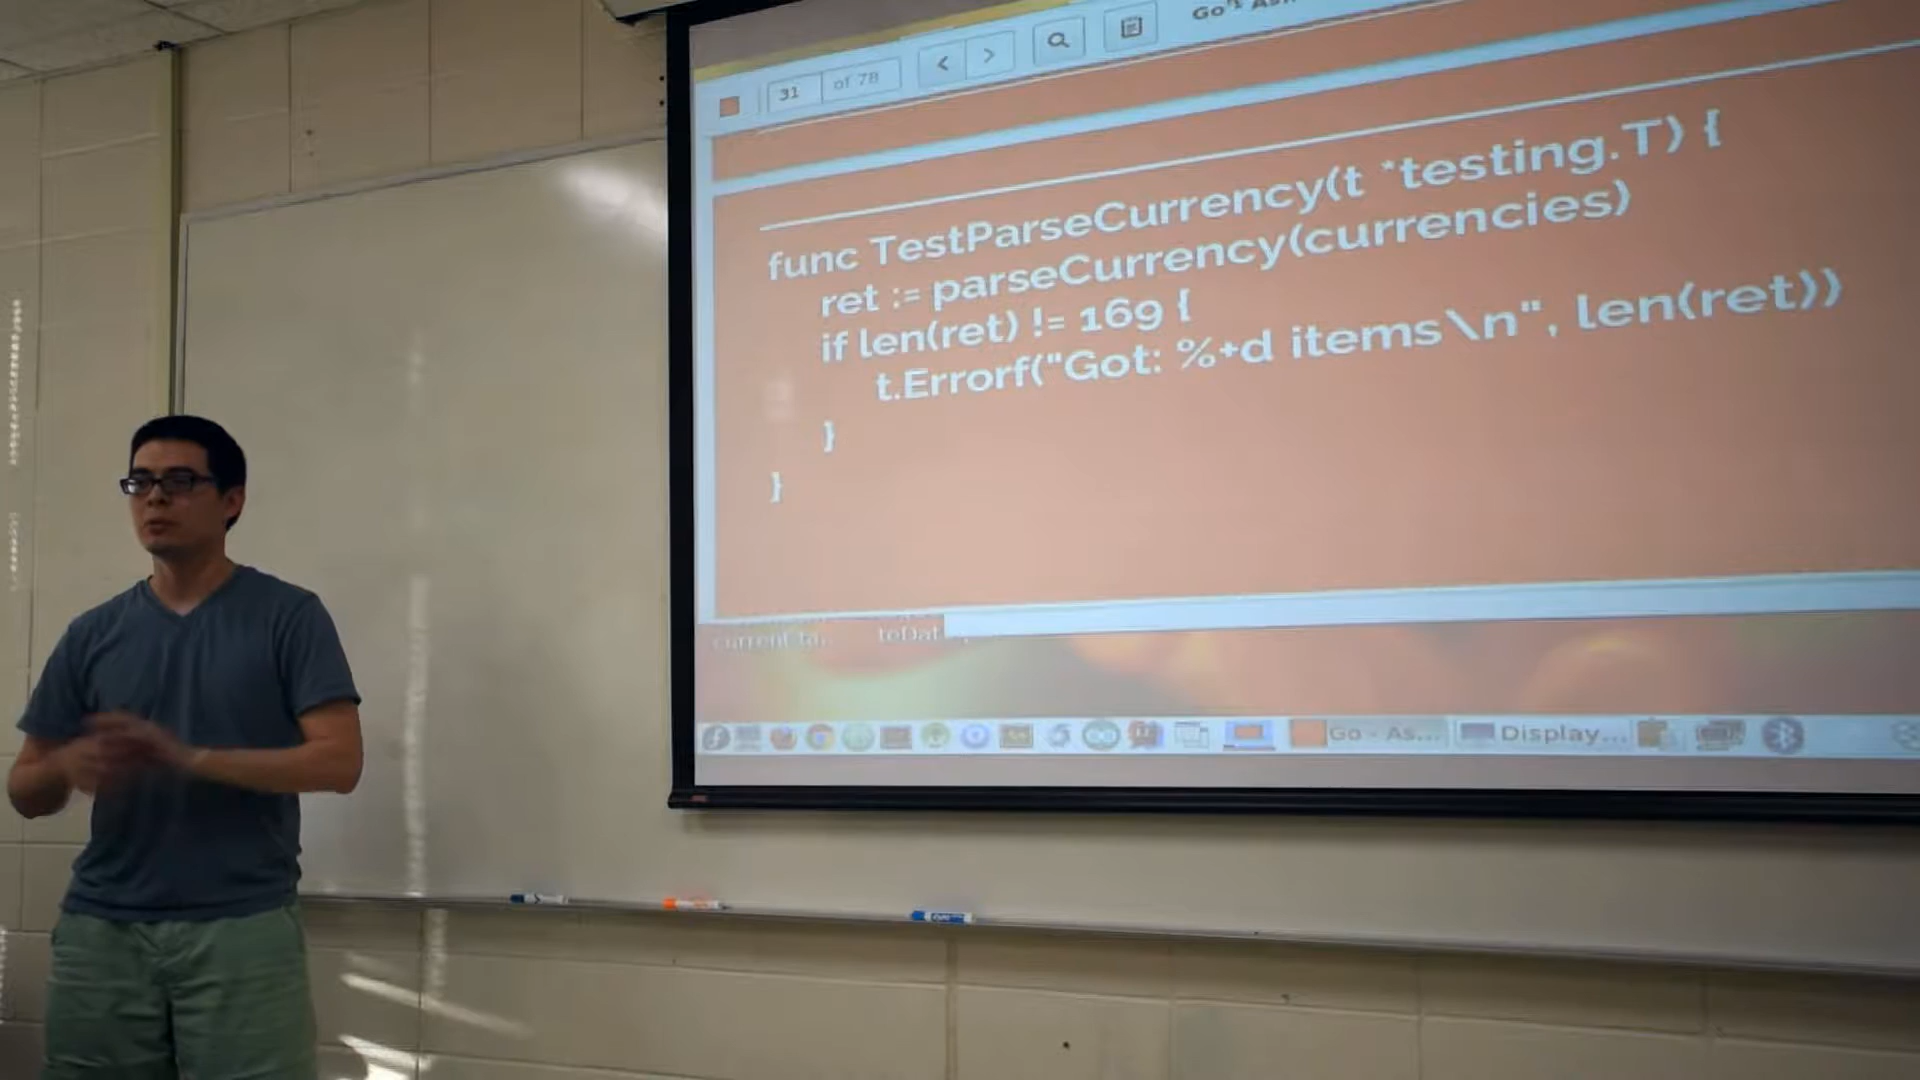 31 of 78
func TestParseCurrency(t *testing.T) {
ret := parseCurrency(currencies)
if len(ret) != 169 {
t.Errorf("Got: %+d items\n", len(ret))
}
}
Go - As... Display...